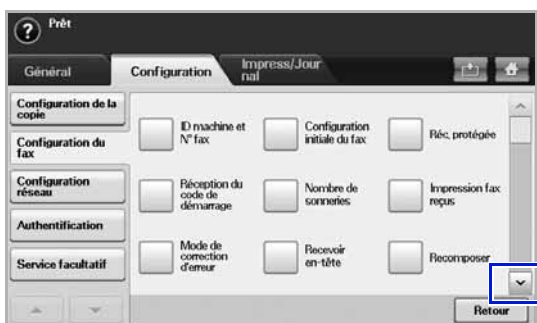 Prêt
Général
Configuration
Impress/Jour
nal
Configuration de la
copie
Configuration du
fax
Configuration
réseau
Authentification
Service facultatif
ID machine et
N° fax
Configuration
initiale du fax
Réc. protégée
Réception du
code de
démarrage
Nombre de
sonneries
Impression fax
reçus
Mode de
correction
d'erreur
Recevoir
en-tête
Recomposer
Retour